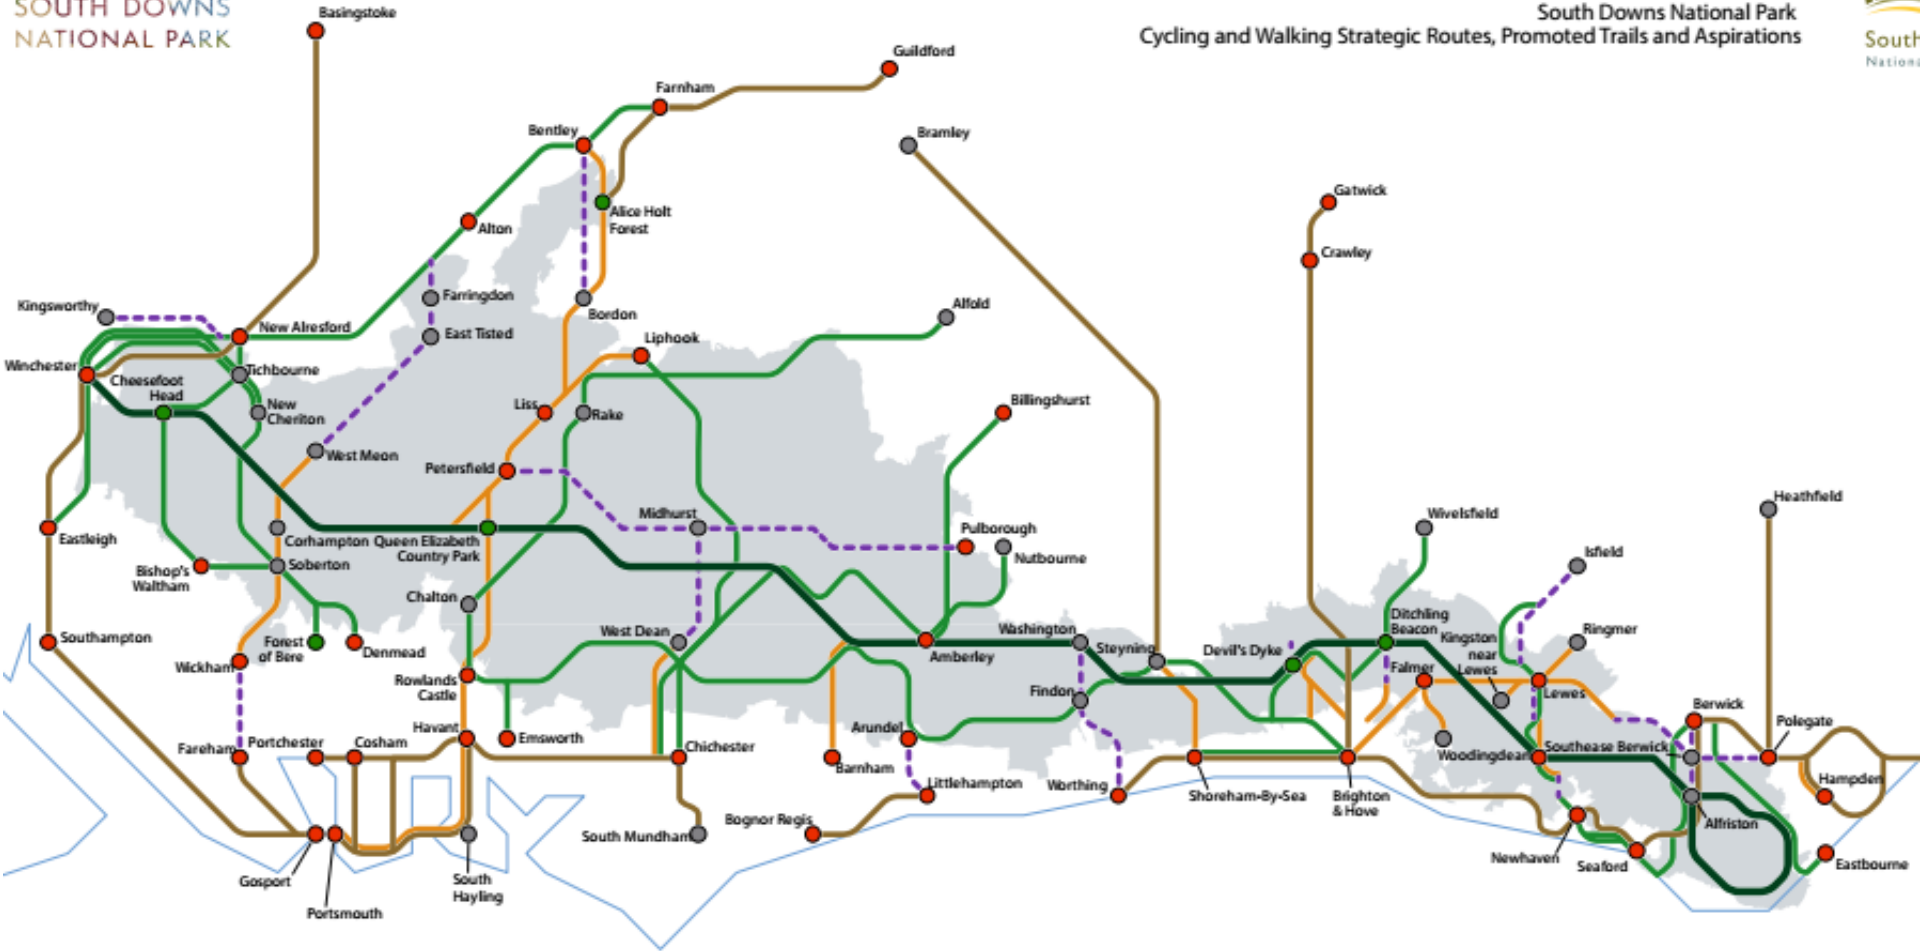 SOUTH DOWNS
NATIONAL PARK
South Downs National Park
Cycling and Walking Strategic Routes, Promoted Trails and Aspirations
South
Nationa
Basingstoke
Guildford
Farnham
Bentley
Bramley
Gatwick
Alice Holt
Forest
Alton
Crawley
Kingsworthy
Farringdon
Alfold
Bordon
New Alresford
East Tisted
Liphook
Winchester
Tichbourne
Cheesefoot
Head
New
Cheriton
Liss
Rake
Billingshurst
West Meon
Petersfield
Heathfield
Midhurst
Wivelsfield
Pulborough
Eastleigh
Corhampton
Queen Elizabeth
Country Park
Nutbourne
Isfield
Bishop's
Waltham
Soberton
Chalton
Ditchling
Beacon
Southampton
Forest
of Bere
Denmead
West Dean
Washington
Steyning
Devil's Dyke
Kingston
near
Lewes
Ringmer
Wickham
Amberley
Falmer
Rowlands
Castle
Findon
Lewes
Berwick
Havant
Emsworth
Arundel
Polegate
Fareham
Portchester
Cosham
Chichester
Woodingdean
Southease
Berwick
Barnham
Littlehampton
Worthing
Shoreham-By-Sea
Brighton
& Hove
Hampden
Bognor Regis
South Mundham
Alfriston
Newhaven
Seaford
Eastbourne
Gosport
South
Hayling
Portsmouth